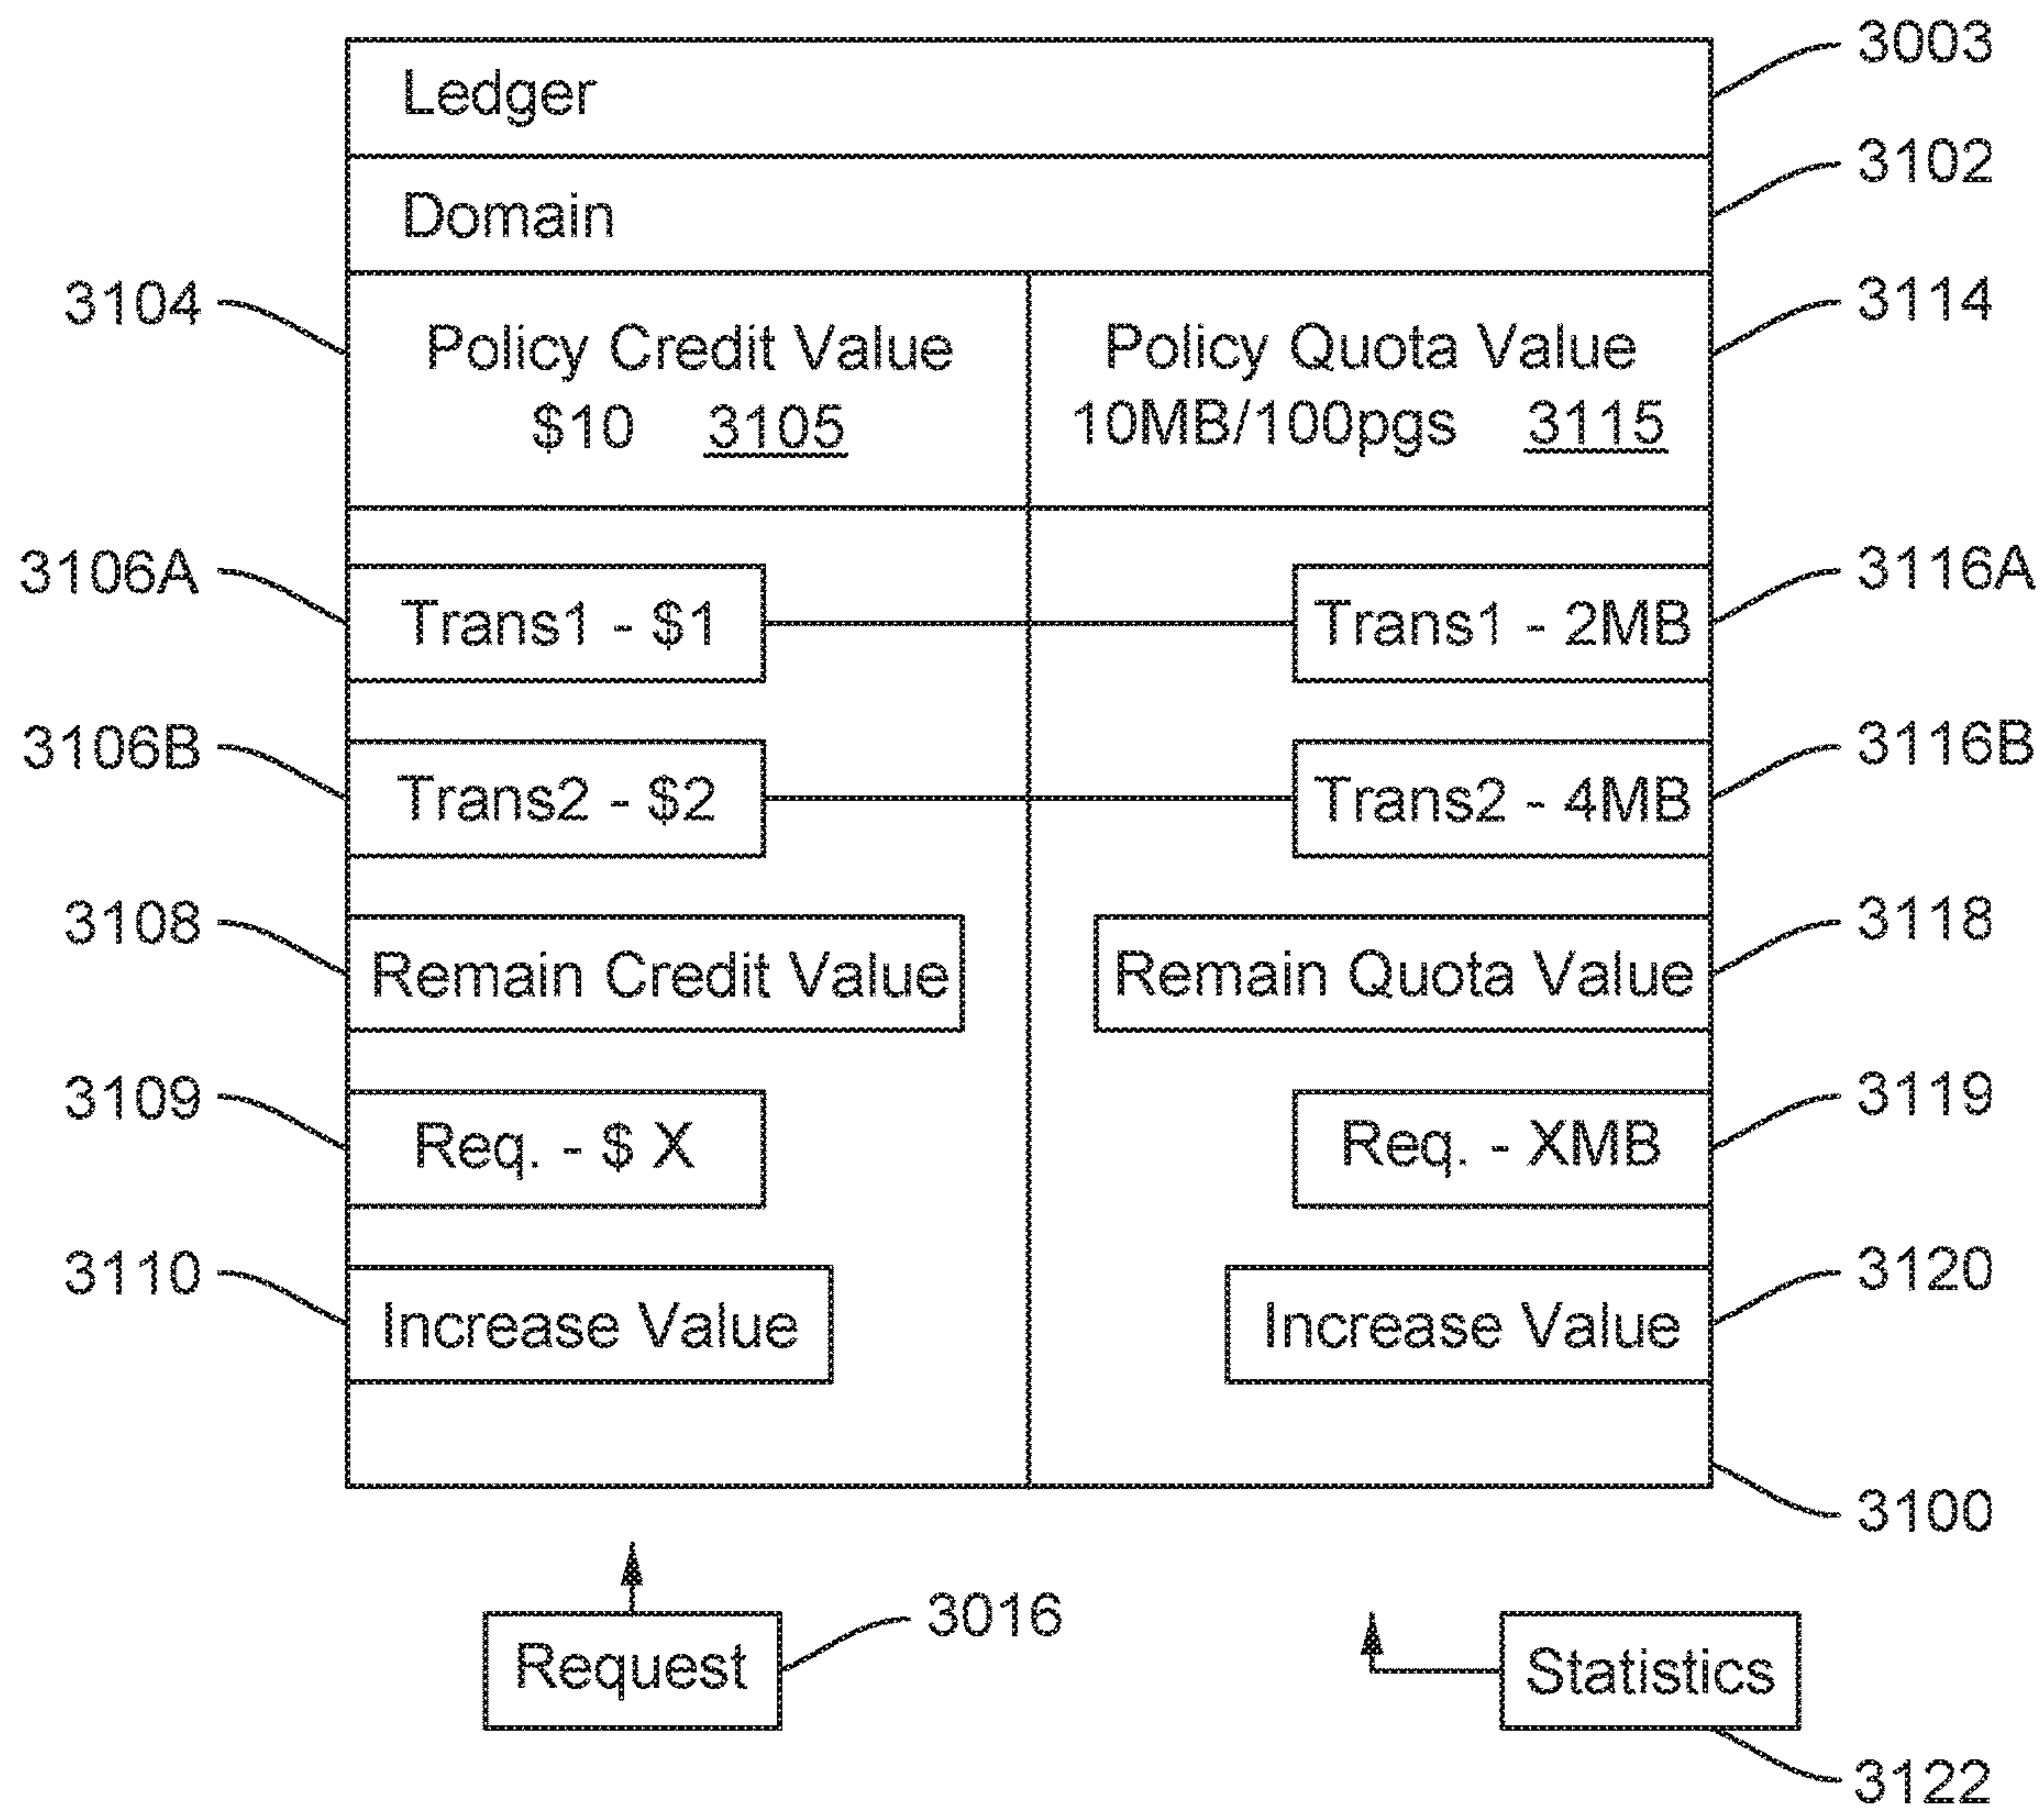 Ledger
3003
Domain
3102
3104
Policy Credit Value
$10 3105
Policy Quota Value
10MB/100pgs 3115
3114
3106A
Trans1 - $1
Trans1 - 2MB
3116A
3106B
Trans2 - $2
Trans2 - 4MB
3116B
3108
Remain Credit Value
Remain Quota Value
3118
3109
Req. - $ X
Req. - XMB
3119
3110
Increase Value
Increase Value
3120
3100
Request
3016
Statistics
3122